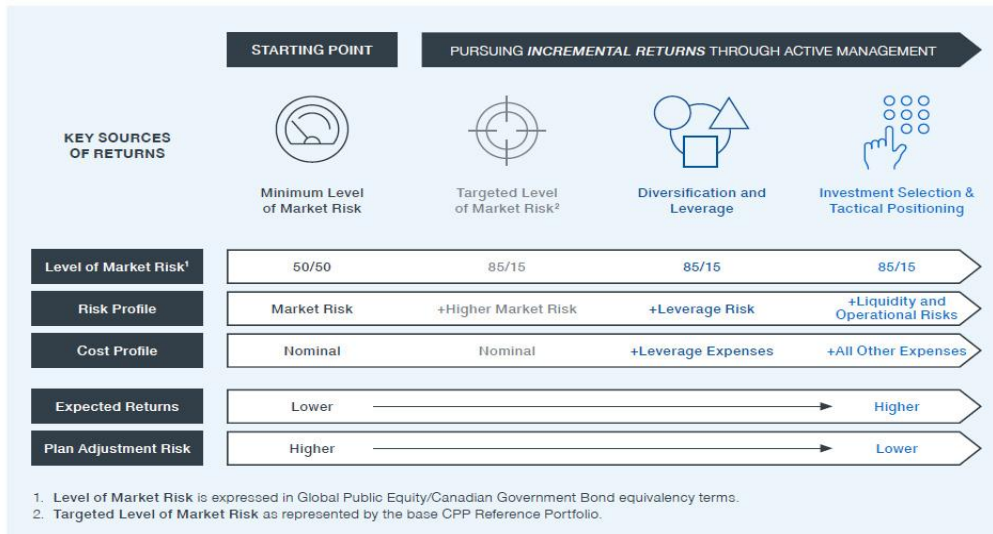 STARTING POINT
PURSUING INCREMENTAL RETURNS THROUGH ACTIVE MANAGEMENT
KEY SOURCES
OF RETURNS
Minimum Level
of Market Risk
Targeted Level
of Market Risk²
Diversification and
Leverage
Investment Selection &
Tactical Positioning
Level of Market Risk¹
50/50
85/15
85/15
85/15
Risk Profile
Market Risk
+Higher Market Risk
+Leverage Risk
+Liquidity and
Operational Risks
Cost Profile
Nominal
Nominal
+Leverage Expenses
+All Other Expenses
Expected Returns
Lower
Higher
Plan Adjustment Risk
Higher
Lower
1. Level of Market Risk is expressed in Global Public Equity/Canadian Government Bond equivalency terms.
2. Targeted Level of Market Risk as represented by the base CPP Reference Portfolio.